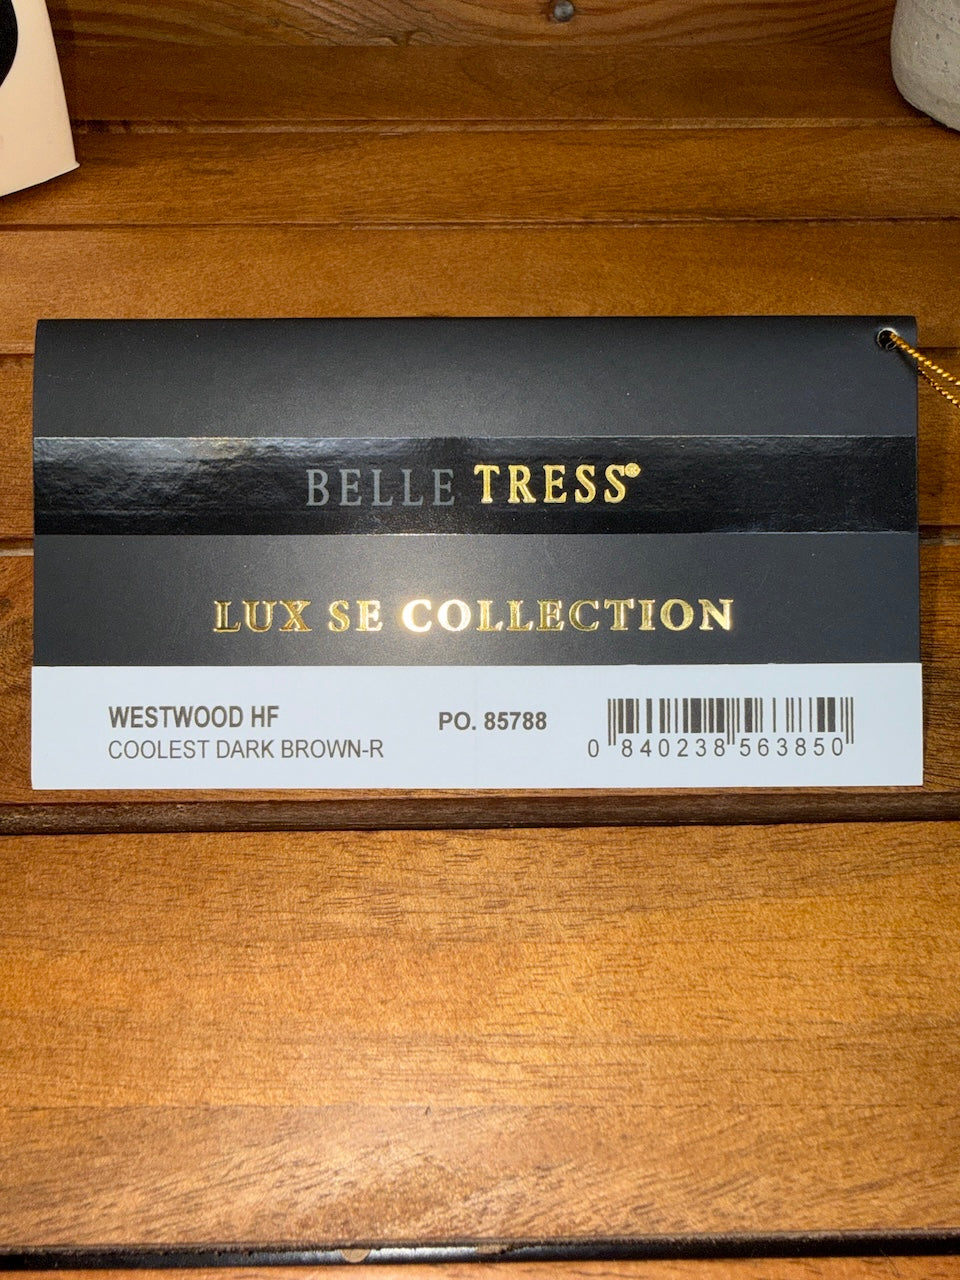 BELLE TRESS®
LUX SE COLLECTION
WESTWOOD HF
COOLEST DARK BROWN-R
PO. 85788
0 840238 563850